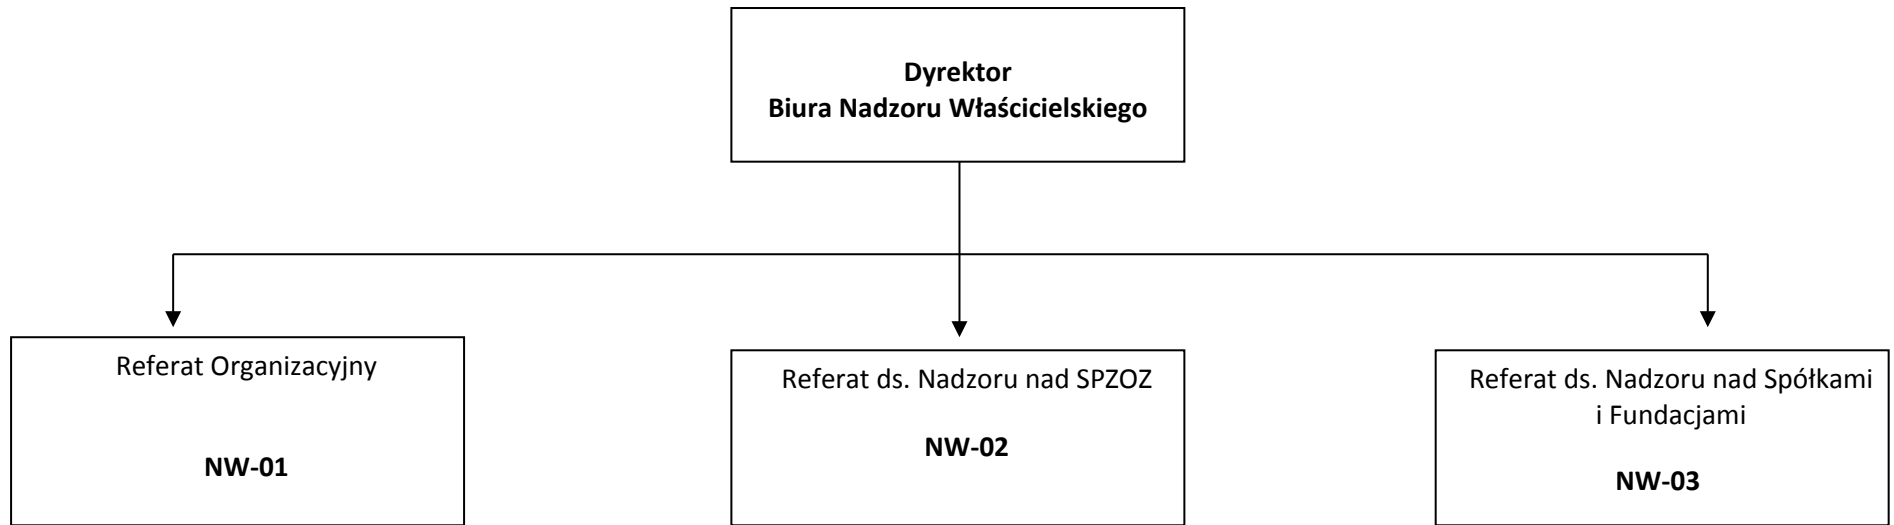 Dyrektor
Biura Nadzoru Właścicielskiego
Referat Organizacyjny
NW-01
Referat ds. Nadzoru nad SPZOZ
NW-02
Referat ds. Nadzoru nad Spółkami
i Fundacjami
NW-03